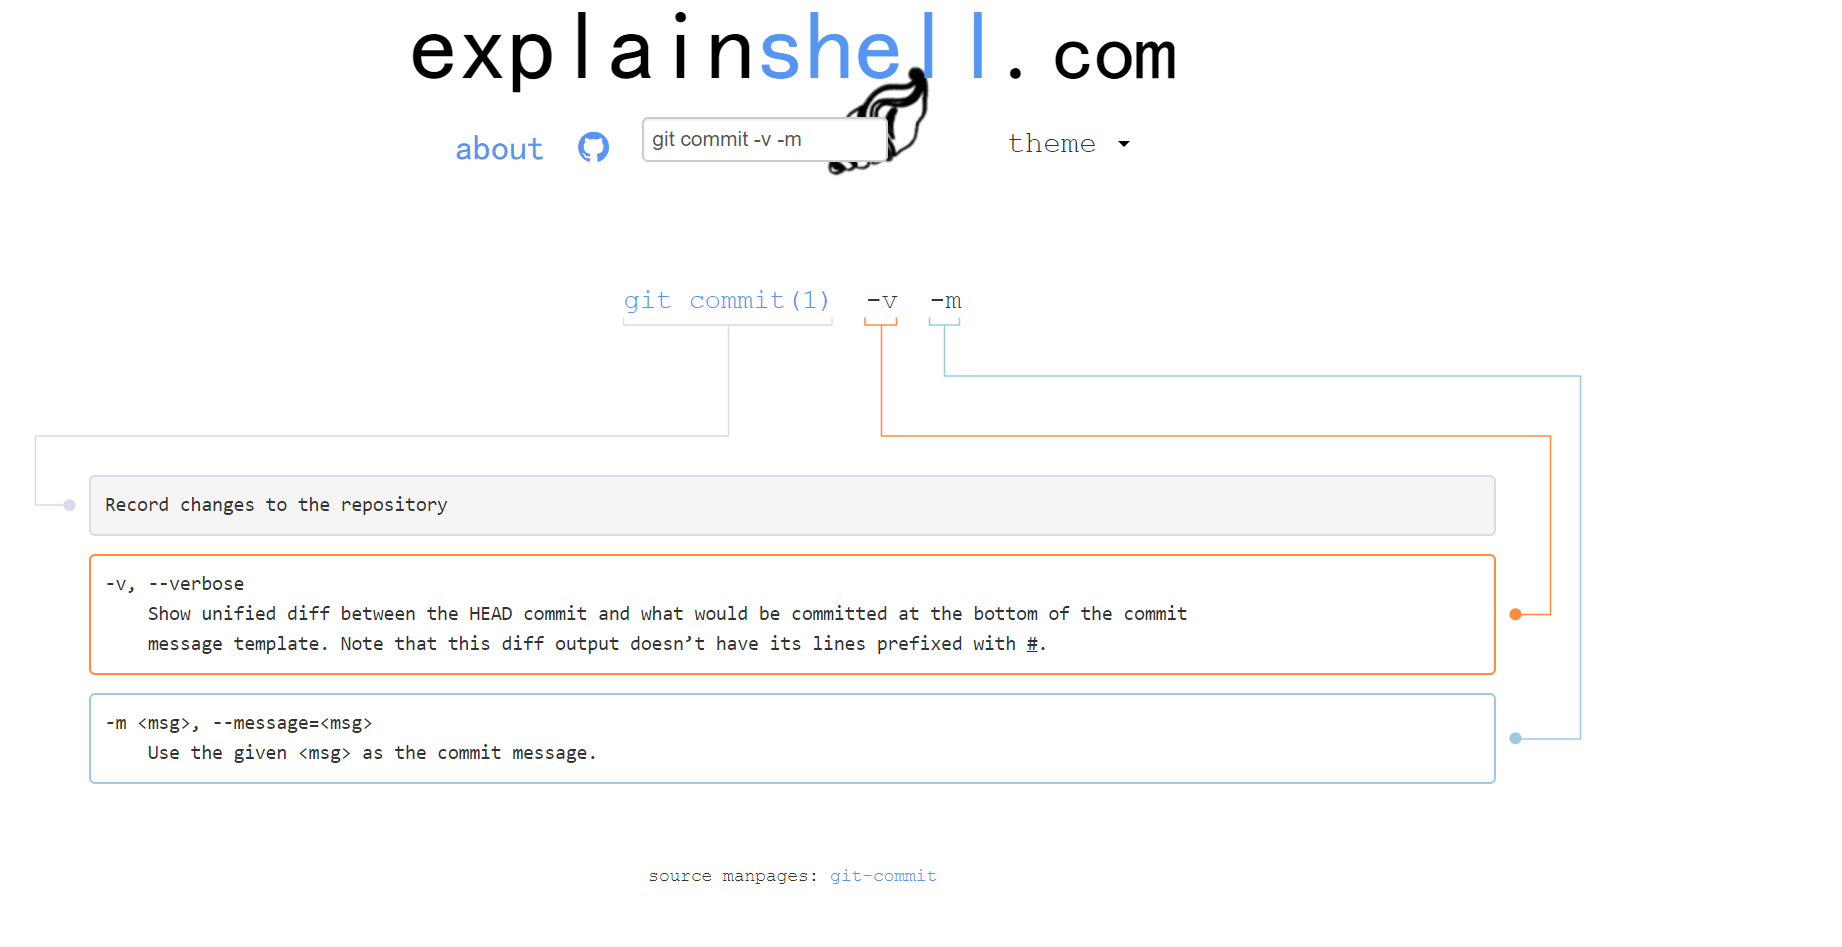 explainshell.com
about
git commit -v -m
theme
git commit(1) -v -m
Record changes to the repository
-v, --verbose
Show unified diff between the HEAD commit and what would be committed at the bottom of the commit
message template. Note that this diff output doesn’t have its lines prefixed with #.
-m <msg>, --message=<msg>
Use the given <msg> as the commit message.
source manpages: git-commit